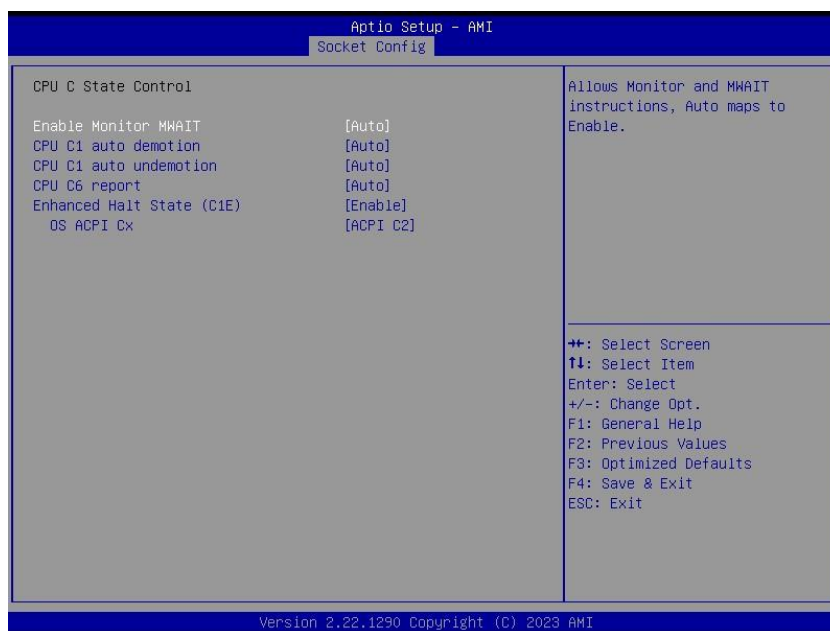 Aptio Setup - AMI
Socket Config
CPU C State Control
Enable Monitor MWAIT [Auto]
CPU C1 auto demotion [Auto]
CPU C1 auto undemotion [Auto]
CPU C6 report [Auto]
Enhanced Halt State (C1E) [Enable]
OS ACPI Cx [ACPI C2]
Allows Monitor and MWAIT
instructions, Auto maps to
Enable.
→←: Select Screen
↑↓: Select Item
Enter: Select
+/-: Change Opt.
F1: General Help
F2: Previous Values
F3: Optimized Defaults
F4: Save & Exit
ESC: Exit
Version 2.22.1290 Copyright (C) 2023 AMI